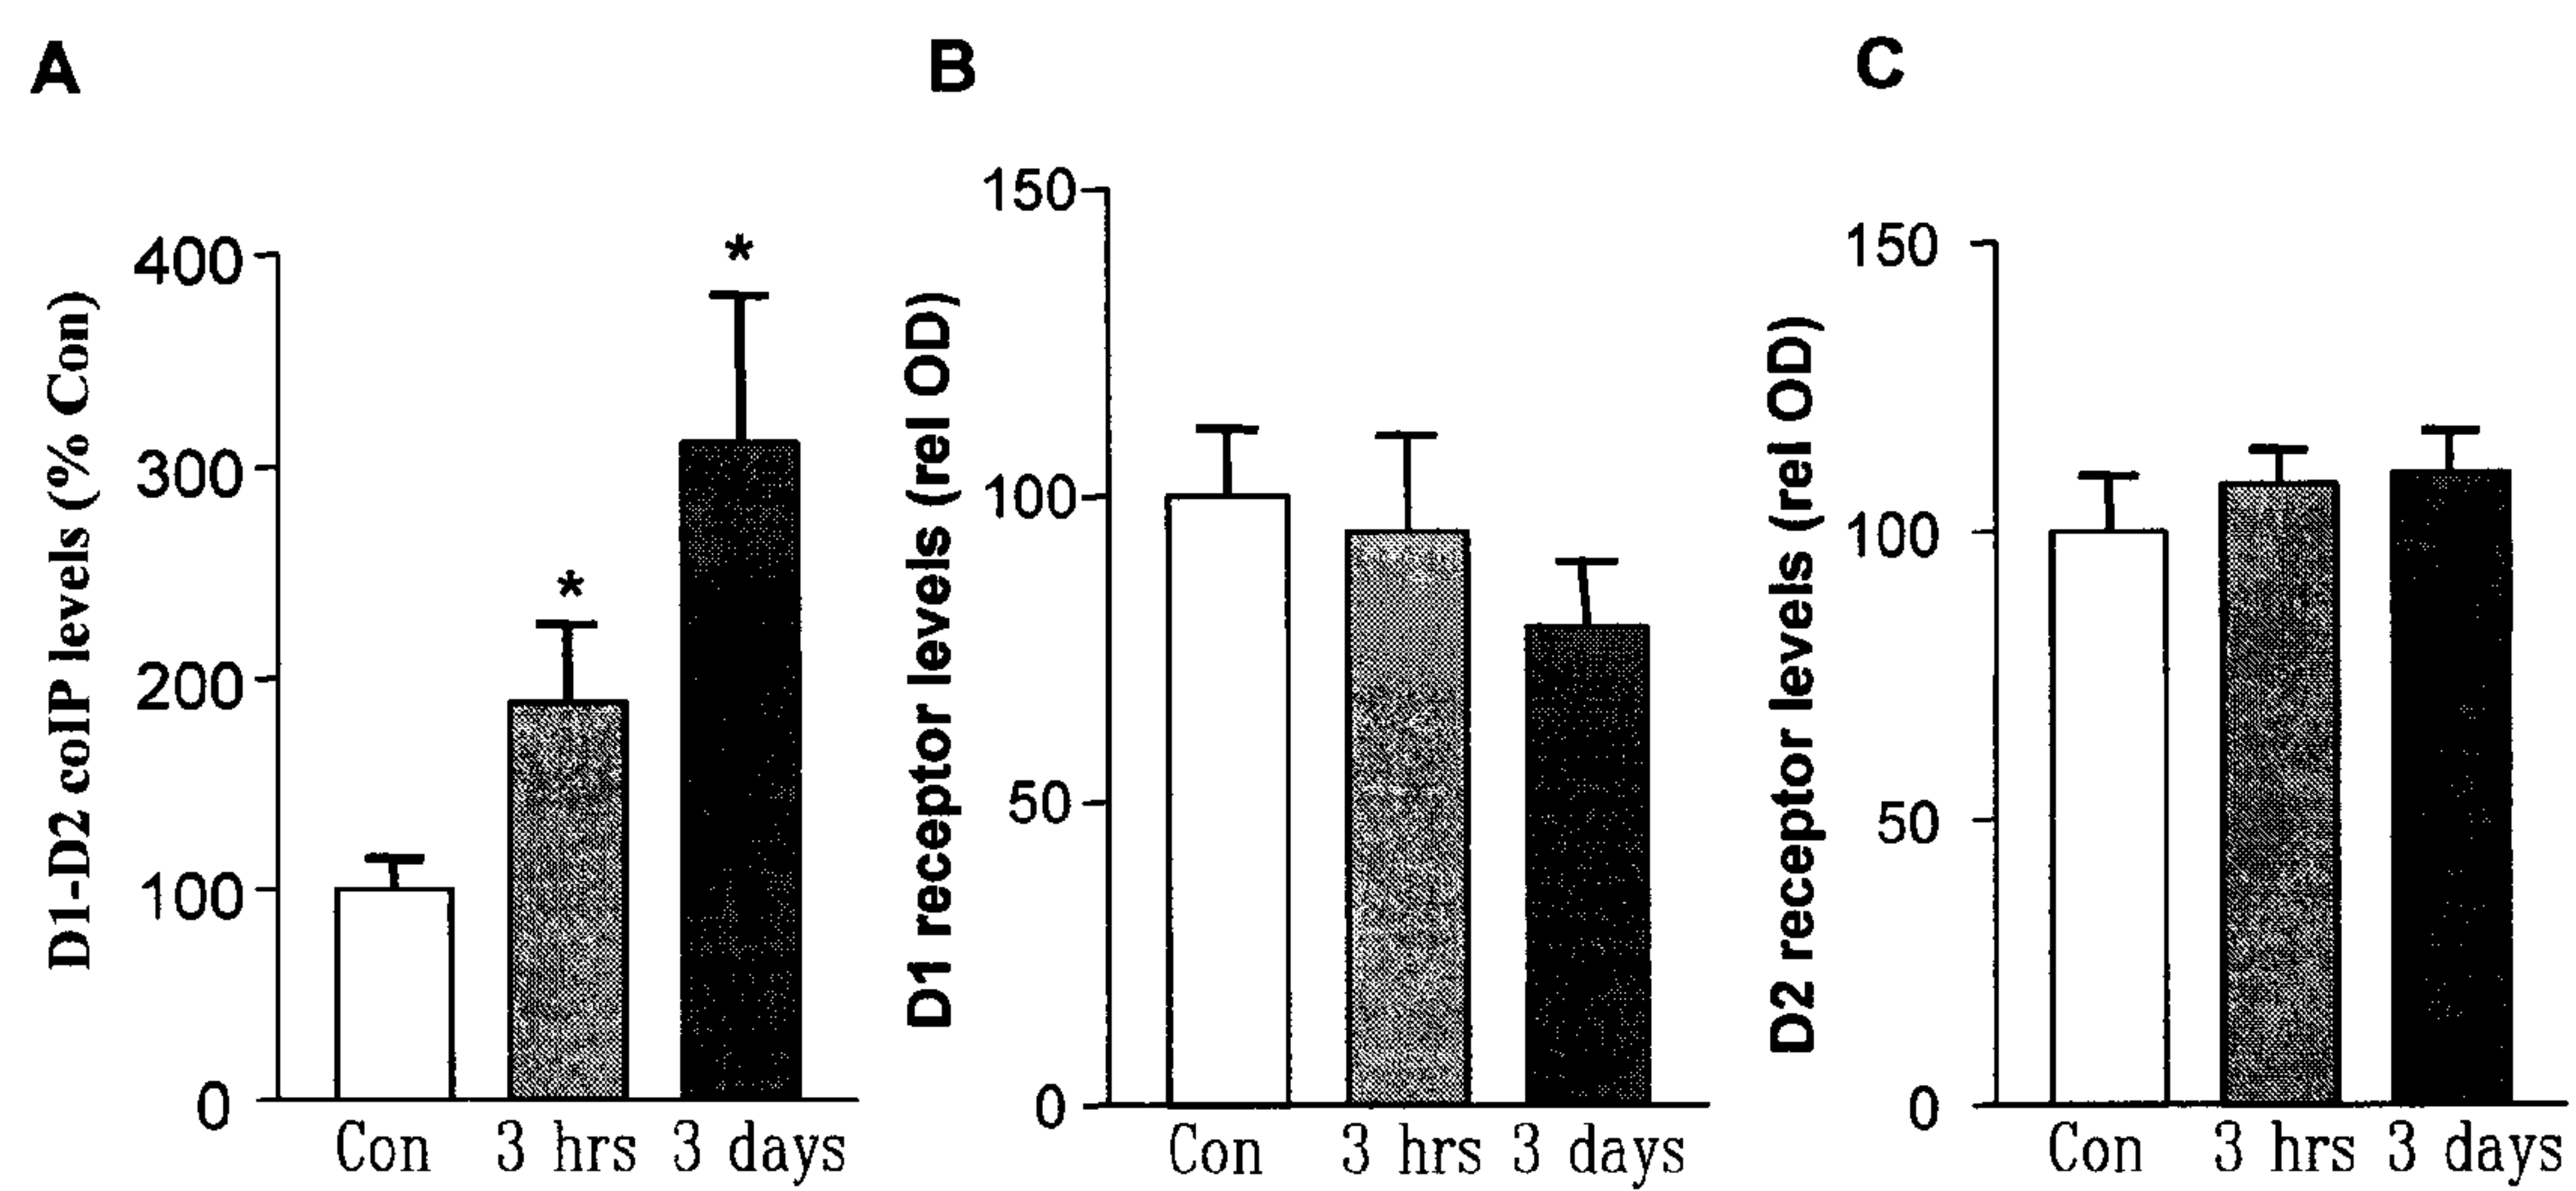 A
D1-D2 coIP levels (% Con)
400
300
200
100
0
*
*
Con 3 hrs 3 days
B
D1 receptor levels (rel OD)
150
100
50
0
Con 3 hrs 3 days
C
D2 receptor levels (rel OD)
150
100
50
0
Con 3 hrs 3 days